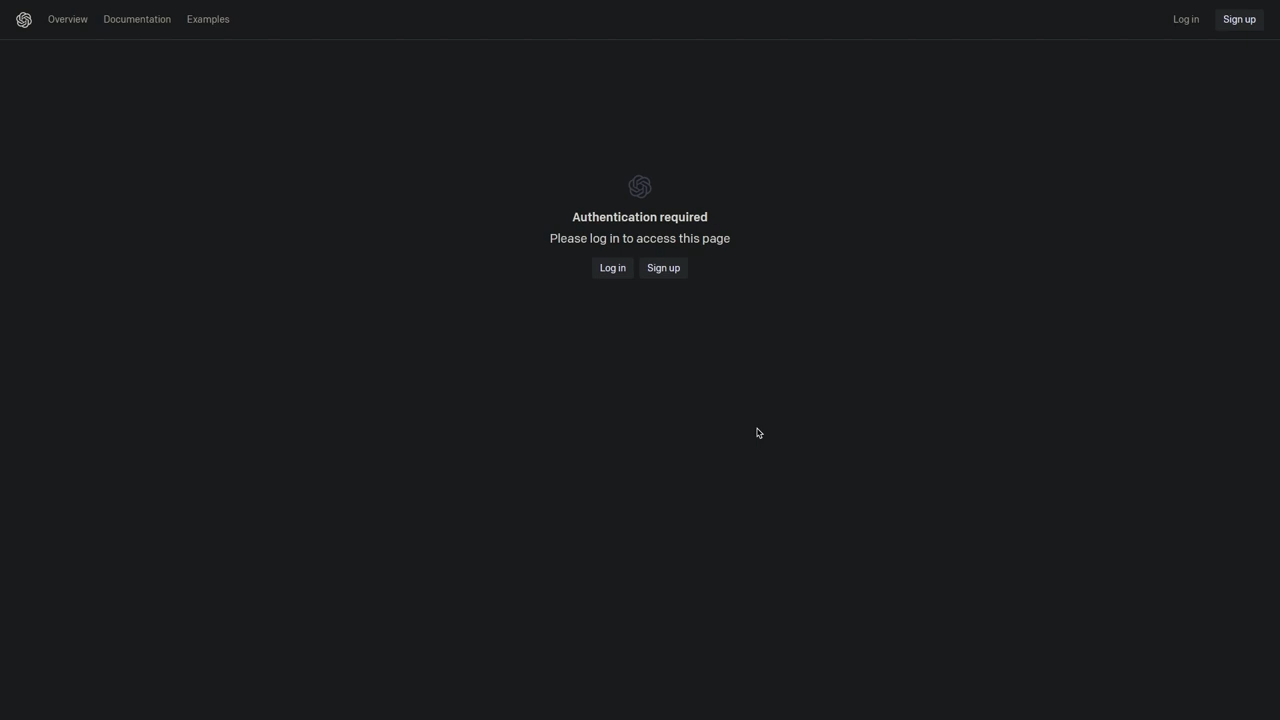 Overview Documentation Examples Log in Sign up
Authentication required
Please log in to access this page
Log in Sign up